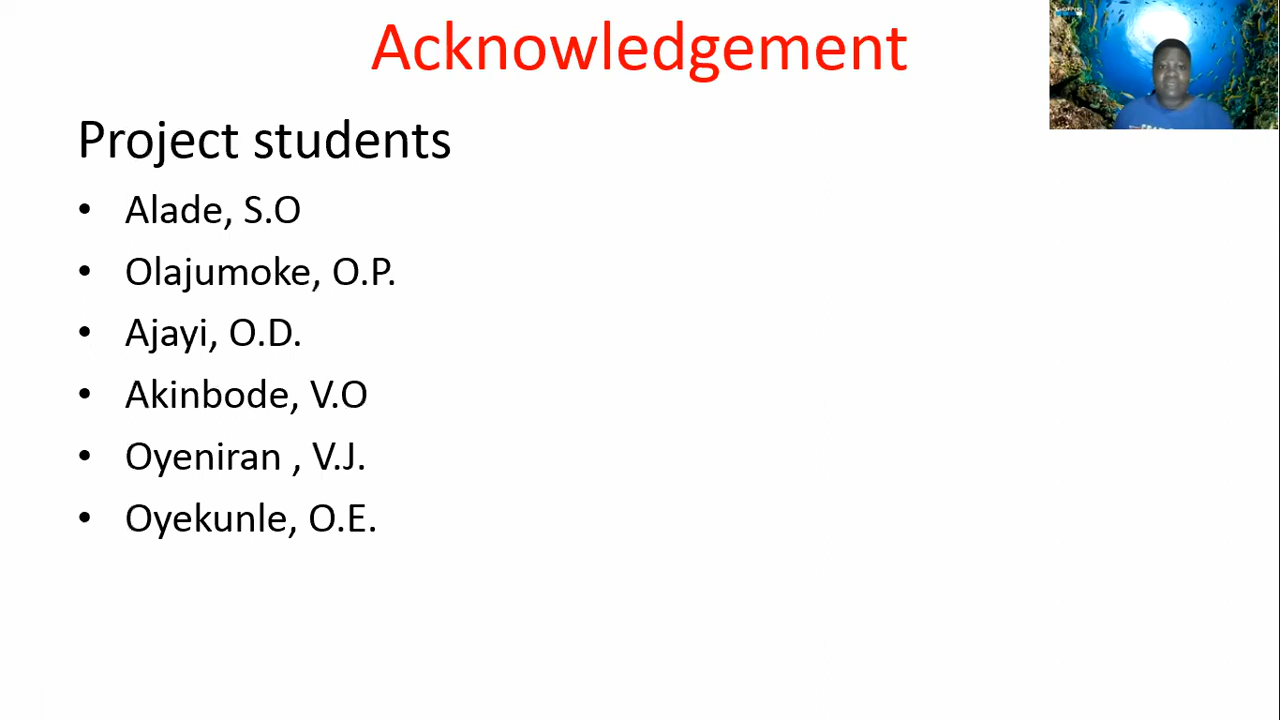 Acknowledgement
Project students
• Alade, S.O
• Olajumoke, O.P.
• Ajayi, O.D.
• Akinbode, V.O
• Oyeniran , V.J.
• Oyekunle, O.E.